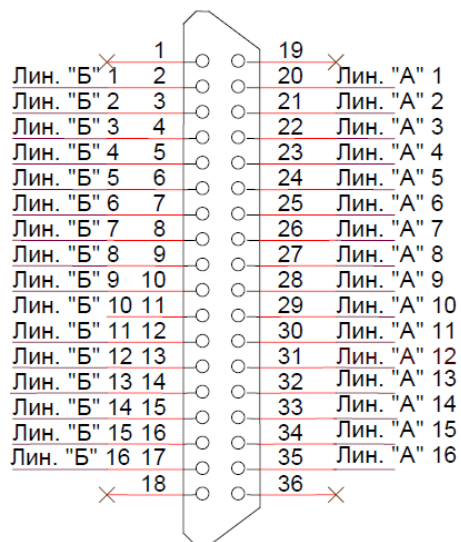 1 19
Лин. "Б" 1 2 20 Лин. "А" 1
Лин. "Б" 2 3 21 Лин. "А" 2
Лин. "Б" 3 4 22 Лин. "А" 3
Лин. "Б" 4 5 23 Лин. "А" 4
Лин. "Б" 5 6 24 Лин. "А" 5
Лин. "Б" 6 7 25 Лин. "А" 6
Лин. "Б" 7 8 26 Лин. "А" 7
Лин. "Б" 8 9 27 Лин. "А" 8
Лин. "Б" 9 10 28 Лин. "А" 9
Лин. "Б" 10 11 29 Лин. "А" 10
Лин. "Б" 11 12 30 Лин. "А" 11
Лин. "Б" 12 13 31 Лин. "А" 12
Лин. "Б" 13 14 32 Лин. "А" 13
Лин. "Б" 14 15 33 Лин. "А" 14
Лин. "Б" 15 16 34 Лин. "А" 15
Лин. "Б" 16 17 35 Лин. "А" 16
18 36